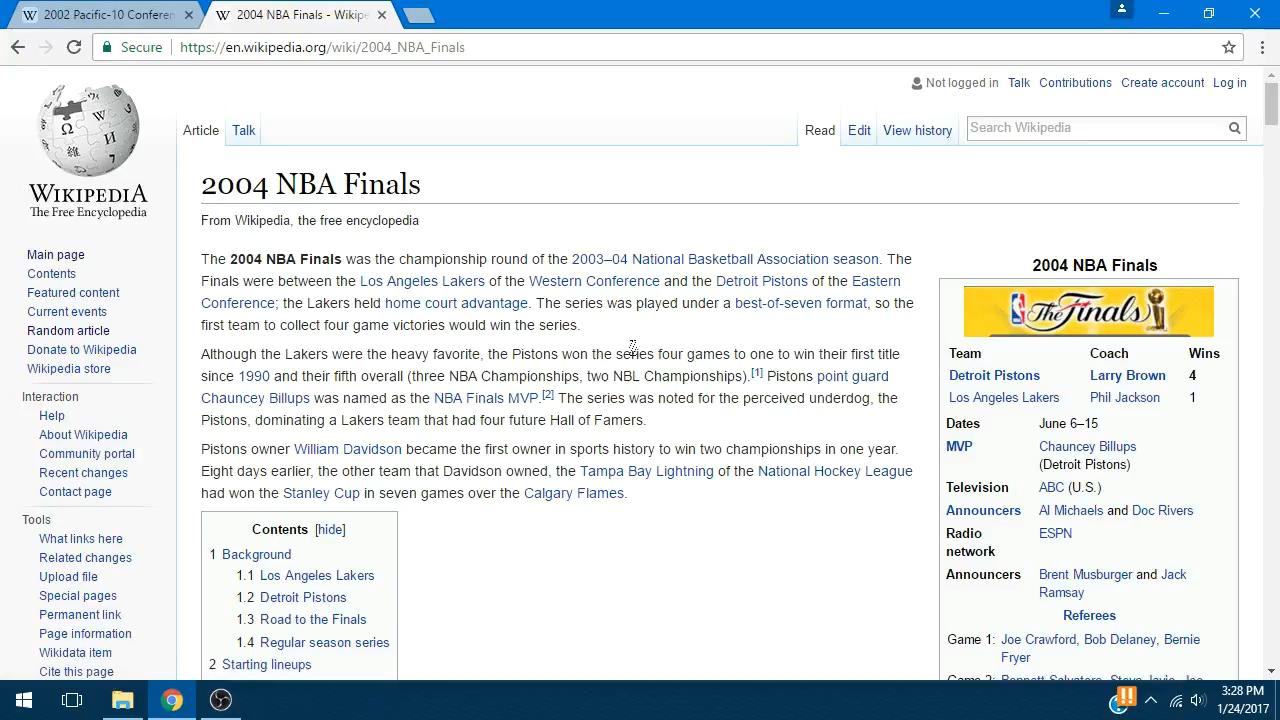 2002 Pacific-10 Conferen
2004 NBA Finals - Wikipe
Secure https://en.wikipedia.org/wiki/2004_NBA_Finals
Not logged in Talk Contributions Create account Log in
Article Talk Read Edit View history Search Wikipedia
WIKIPEDIA
The Free Encyclopedia
Main page
Contents
Featured content
Current events
Random article
Donate to Wikipedia
Wikipedia store
Interaction
Help
About Wikipedia
Community portal
Recent changes
Contact page
Tools
What links here
Related changes
Upload file
Special pages
Permanent link
Page information
Wikidata item
Cite this page
2004 NBA Finals
From Wikipedia, the free encyclopedia
The 2004 NBA Finals was the championship round of the 2003–04 National Basketball Association season. The
Finals were between the Los Angeles Lakers of the Western Conference and the Detroit Pistons of the Eastern
Conference; the Lakers held home court advantage. The series was played under a best-of-seven format, so the
first team to collect four game victories would win the series.
Although the Lakers were the heavy favorite, the Pistons won the series four games to one to win their first title
since 1990 and their fifth overall (three NBA Championships, two NBL Championships).[1] Pistons point guard
Chauncey Billups was named as the NBA Finals MVP.[2] The series was noted for the perceived underdog, the
Pistons, dominating a Lakers team that had four future Hall of Famers.
Pistons owner William Davidson became the first owner in sports history to win two championships in one year.
Eight days earlier, the other team that Davidson owned, the Tampa Bay Lightning of the National Hockey League
had won the Stanley Cup in seven games over the Calgary Flames.
Contents [hide]
1 Background
1.1 Los Angeles Lakers
1.2 Detroit Pistons
1.3 Road to the Finals
1.4 Regular season series
2 Starting lineups
2004 NBA Finals
The Finals
Team Coach Wins
Detroit Pistons Larry Brown 4
Los Angeles Lakers Phil Jackson 1
Dates June 6–15
MVP Chauncey Billups
(Detroit Pistons)
Television ABC (U.S.)
Announcers Al Michaels and Doc Rivers
Radio ESPN
network
Announcers Brent Musburger and Jack
Ramsay
Referees
Game 1: Joe Crawford, Bob Delaney, Bernie
Fryer
Game 2: Bennett Salvatore, Steve Javie, Joe
3:28 PM
1/24/2017